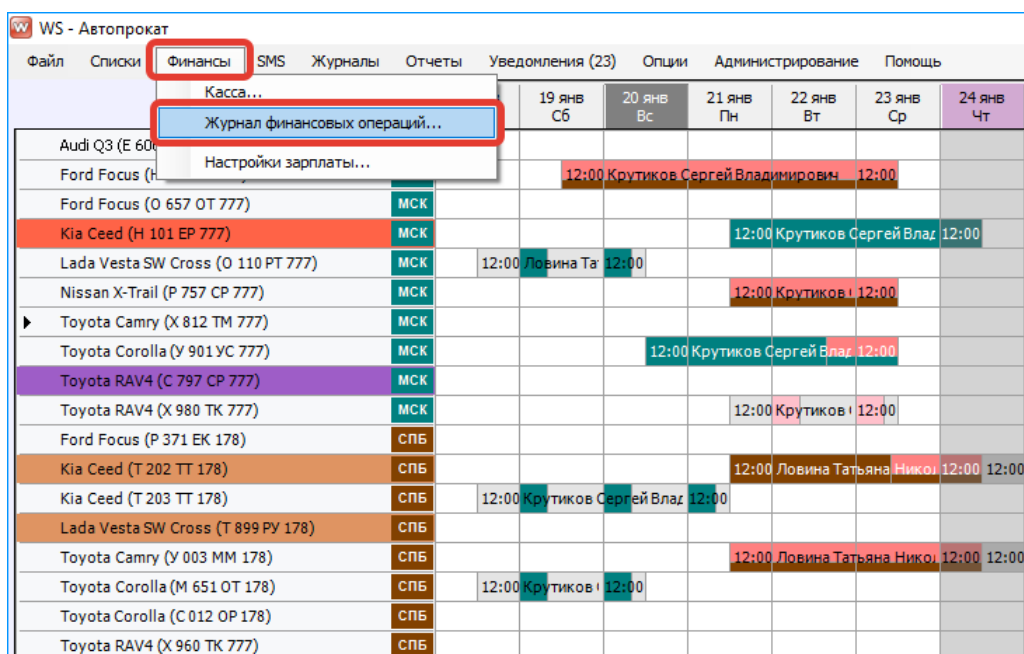 WS - Автопрокат
Файл Списки Финансы SMS Журналы Отчеты Уведомления (23) Опции Администрирование Помощь
Касса...
Журнал финансовых операций...
Настройки зарплаты...
19 янв 20 янв 21 янв 22 янв 23 янв 24 янв
Сб Вс Пн Вт Ср Чт
Audi Q3 (E
Ford Focus ( 12:00 Крутиков Сергей Владимирович 12:00
Ford Focus (О 657 ОТ 777) МСК
Kia Ceed (Н 101 ЕР 777) МСК 12:00 Крутиков Сергей Влад 12:00
Lada Vesta SW Cross (О 110 РТ 777) МСК 12:00 Ловина Та 12:00
Nissan X-Trail (Р 757 СР 777) МСК 12:00 Крутиков 12:00
Toyota Camry (Х 812 ТМ 777) МСК
Toyota Corolla (У 901 УС 777) МСК 12:00 Крутиков Сергей Влад 12:00
Toyota RAV4 (С 797 СР 777) МСК
Toyota RAV4 (Х 980 ТК 777) МСК 12:00 Крутиков 12:00
Ford Focus (Р 371 ЕК 178) СПБ
Kia Ceed (Т 202 ТТ 178) СПБ 12:00 Ловина Татьяна Никол 12:00 12:00
Kia Ceed (Т 203 ТТ 178) СПБ 12:00 Крутиков Сергей Влад 12:00
Lada Vesta SW Cross (Т 899 РУ 178) СПБ
Toyota Camry (У 003 ММ 178) СПБ 12:00 Ловина Татьяна Никол 12:00 12:00
Toyota Corolla (М 651 ОТ 178) СПБ 12:00 Крутиков 12:00
Toyota Corolla (С 012 ОР 178) СПБ
Toyota RAV4 (Х 960 ТК 777) СПБ